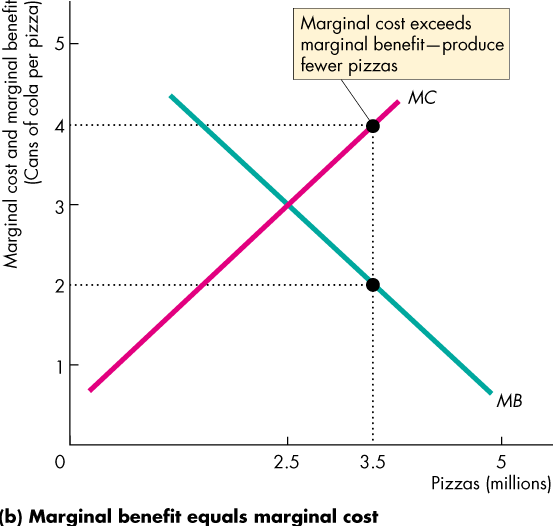 Marginal cost and marginal benefit
(Cans of cola per pizza)
Marginal cost exceeds
marginal benefit—produce
fewer pizzas
5
MC
4
3
2
1
MB
0
2.5
3.5
5
Pizzas (millions)
(b) Marginal benefit equals marginal cost